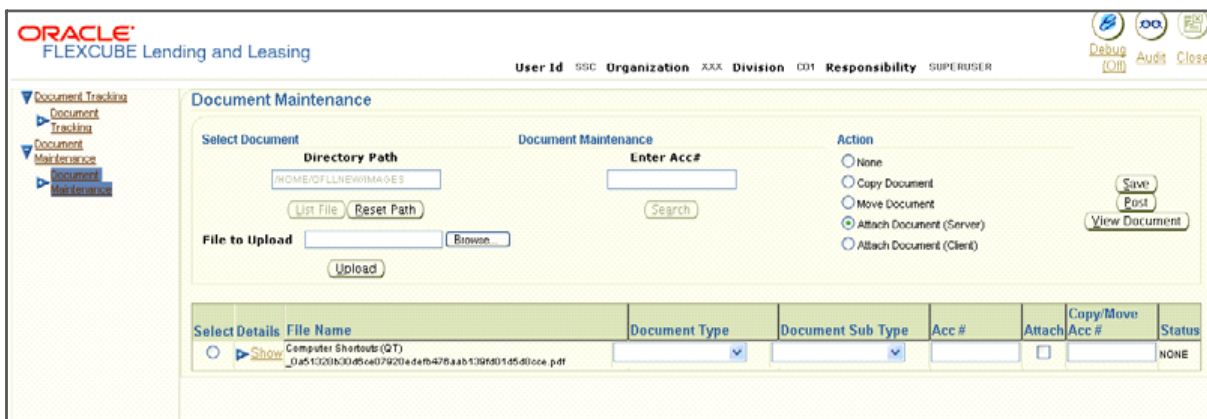 ORACLE
FLEXCUBE Lending and Leasing
User Id SSC Organization XXX Division C01 Responsibility SUPERUSER
Debug (Off) Audit Close
Document Tracking
Document Tracking
Document Maintenance
Document Maintenance
Document Maintenance
Select Document
Directory Path
/HOME/OFLLNEW/IMAGES
List File Reset Path
File to Upload Browse...
Upload
Document Maintenance
Enter Acc#
Search
Action
None
Copy Document
Move Document
Attach Document (Server)
Attach Document (Client)
Save
Post
View Document
Select Details File Name Document Type Document Sub Type Acc # Attach Copy/Move Acc # Status
Show Computer Shortcuts (QT) NONE